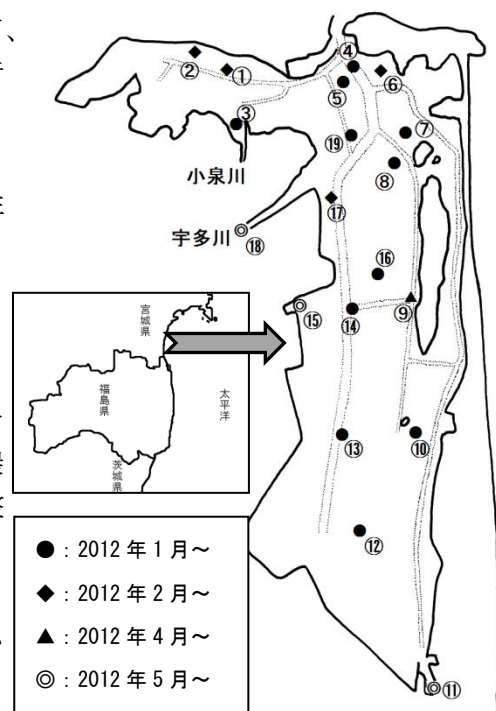 ④
② ① ⑤ ⑥
③ ⑦
⑲
小泉川 ⑧
宇多川 ⑰
⑱
⑯
⑮ ⑭ ⑨
宮城県
福島県
太平洋
茨城県
⑬ ⑩
⑫
●：2012 年 1 月～
◆：2012 年 2 月～
▲：2012 年 4 月～
◎：2012 年 5 月～
⑪